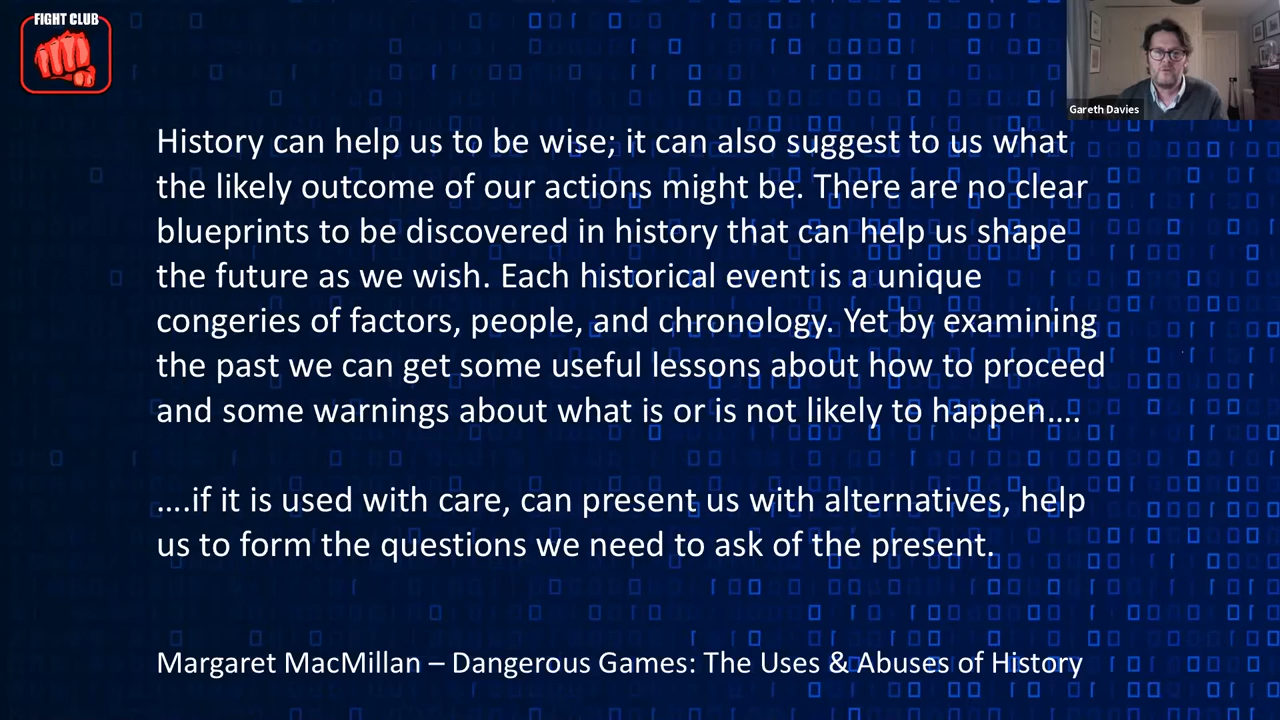 FIGHT CLUB
Gareth Davies
History can help us to be wise; it can also suggest to us what
the likely outcome of our actions might be. There are no clear
blueprints to be discovered in history that can help us shape
the future as we wish. Each historical event is a unique
congeries of factors, people, and chronology. Yet by examining
the past we can get some useful lessons about how to proceed
and some warnings about what is or is not likely to happen....
....if it is used with care, can present us with alternatives, help
us to form the questions we need to ask of the present.
Margaret MacMillan – Dangerous Games: The Uses & Abuses of History